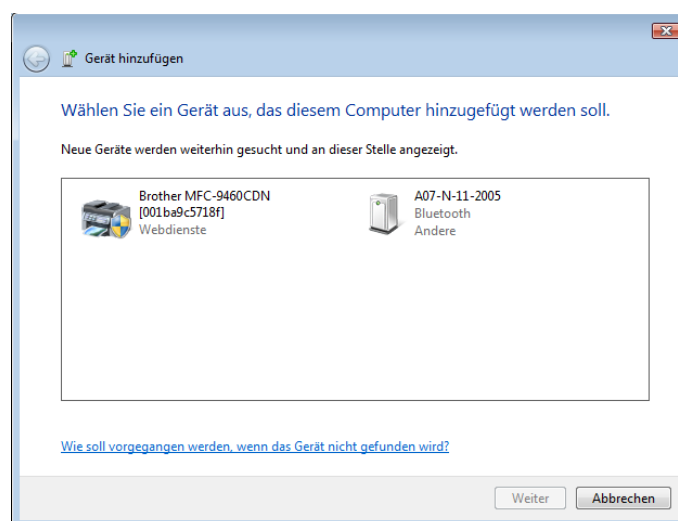 Gerät hinzufügen
Wählen Sie ein Gerät aus, das diesem Computer hinzugefügt werden soll.
Neue Geräte werden weiterhin gesucht und an dieser Stelle angezeigt.
Brother MFC-9460CDN
[001ba9c5718f]
Webdienste
A07-N-11-2005
Bluetooth
Andere
Wie soll vorgegangen werden, wenn das Gerät nicht gefunden wird?
Weiter
Abbrechen